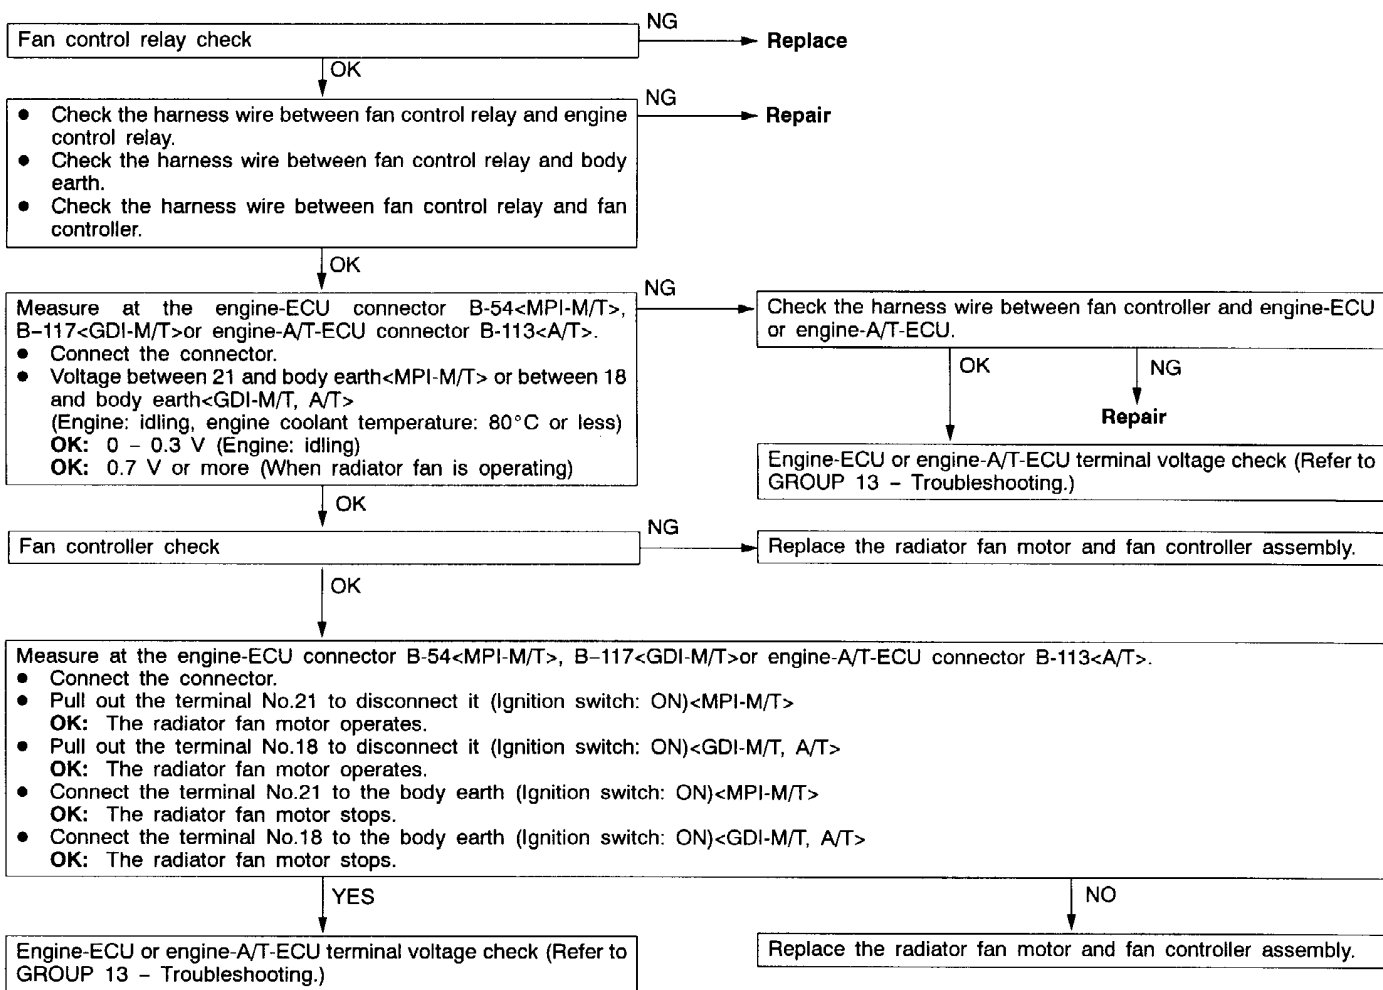 NG
Fan control relay check
Replace
OK
NG
● Check the harness wire between fan control relay and engine
control relay.
● Check the harness wire between fan control relay and body
earth.
● Check the harness wire between fan control relay and fan
controller.
Repair
OK
NG
Measure at the engine-ECU connector B-54<MPI-M/T>,
B–117<GDI-M/T>or engine-A/T-ECU connector B-113<A/T>.
● Connect the connector.
● Voltage between 21 and body earth<MPI-M/T> or between 18
and body earth<GDI-M/T, A/T>
(Engine: idling, engine coolant temperature: 80°C or less)
OK: 0 – 0.3 V (Engine: idling)
OK: 0.7 V or more (When radiator fan is operating)
Check the harness wire between fan controller and engine-ECU
or engine-A/T-ECU.
OK
NG
Repair
Engine-ECU or engine-A/T-ECU terminal voltage check (Refer to
GROUP 13 – Troubleshooting.)
OK
NG
Fan controller check
Replace the radiator fan motor and fan controller assembly.
OK
Measure at the engine-ECU connector B-54<MPI-M/T>, B–117<GDI-M/T>or engine-A/T-ECU connector B-113<A/T>.
● Connect the connector.
● Pull out the terminal No.21 to disconnect it (Ignition switch: ON)<MPI-M/T>
OK: The radiator fan motor operates.
● Pull out the terminal No.18 to disconnect it (Ignition switch: ON)<GDI-M/T, A/T>
OK: The radiator fan motor operates.
● Connect the terminal No.21 to the body earth (Ignition switch: ON)<MPI-M/T>
OK: The radiator fan motor stops.
● Connect the terminal No.18 to the body earth (Ignition switch: ON)<GDI-M/T, A/T>
OK: The radiator fan motor stops.
YES
NO
Engine-ECU or engine-A/T-ECU terminal voltage check (Refer to
GROUP 13 – Troubleshooting.)
Replace the radiator fan motor and fan controller assembly.